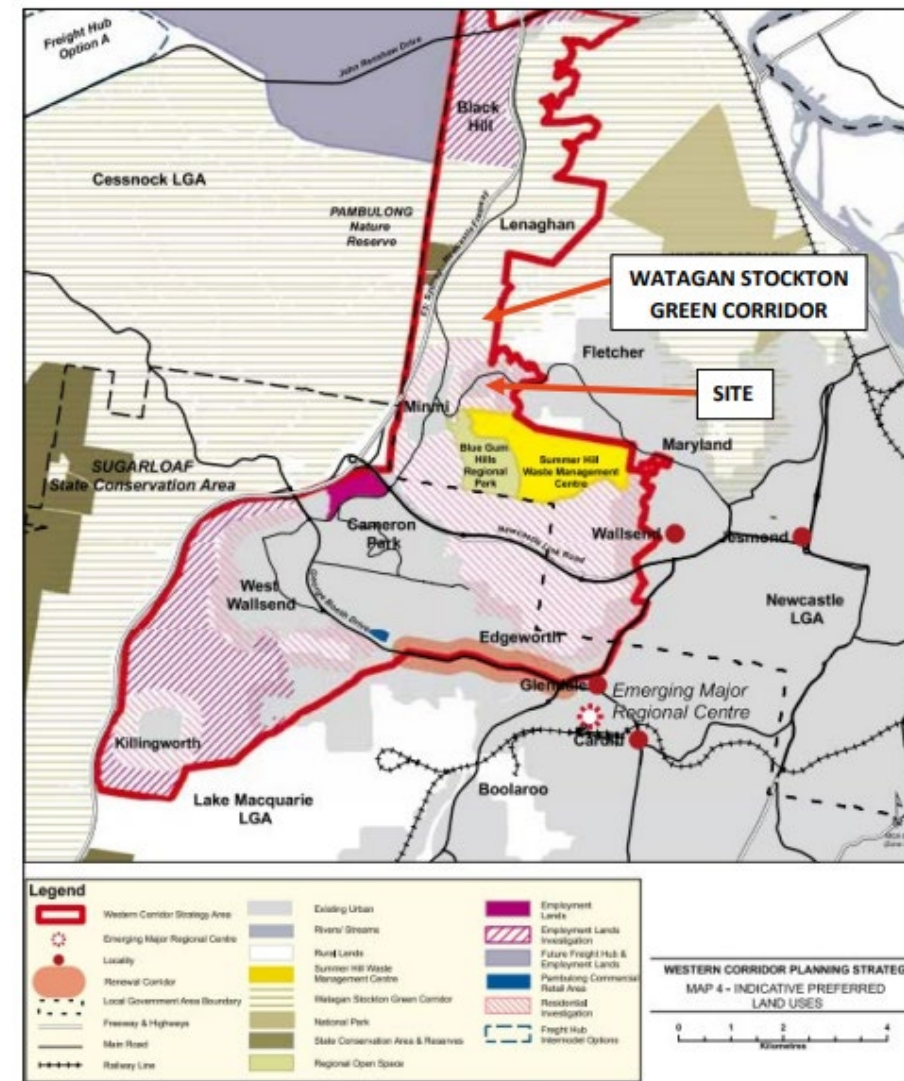 Freight Hub
Option A
John Renshaw Drive
Black
Hill
Cessnock LGA
PAMBULONG
Nature
Reserve
Lenaghan
WATAGAN STOCKTON
GREEN CORRIDOR
Fletcher
SITE
Minmi
Maryland
Blue Gum
Hills
Regional
Park
Summer Hill
Waste Management
Centre
SUGARLOAF
State Conservation Area
Cameron
Park
Newcastle Link Road
Wallsend
Jesmond
West
Wallsend
George Booth Drive
Newcastle
LGA
Edgeworth
Glendale
Emerging Major
Regional Centre
Killingworth
Cardiff
Boolaroo
Lake Macquarie
LGA
Legend
Western Corridor Strategy Area
Emerging Major Regional Centre
Locality
Renewal Corridor
Local Government Area Boundary
Freeway & Highways
Main Road
Railway Line
Existing Urban
Rivers/ Streams
Rural Lands
Summer Hill Waste
Management Centre
Watagan Stockton Green Corridor
National Park
State Conservation Area & Reserves
Regional Open Space
Employment
Lands
Employment Lands
Investigation
Future Freight Hub &
Employment Lands
Pambulong Commercial
Retail Area
Residential
Investigation
Freight Hub
Intermodel Options
WESTERN CORRIDOR PLANNING STRATEG
MAP 4 - INDICATIVE PREFERRED
LAND USES
0 1 2 4
Kilometres